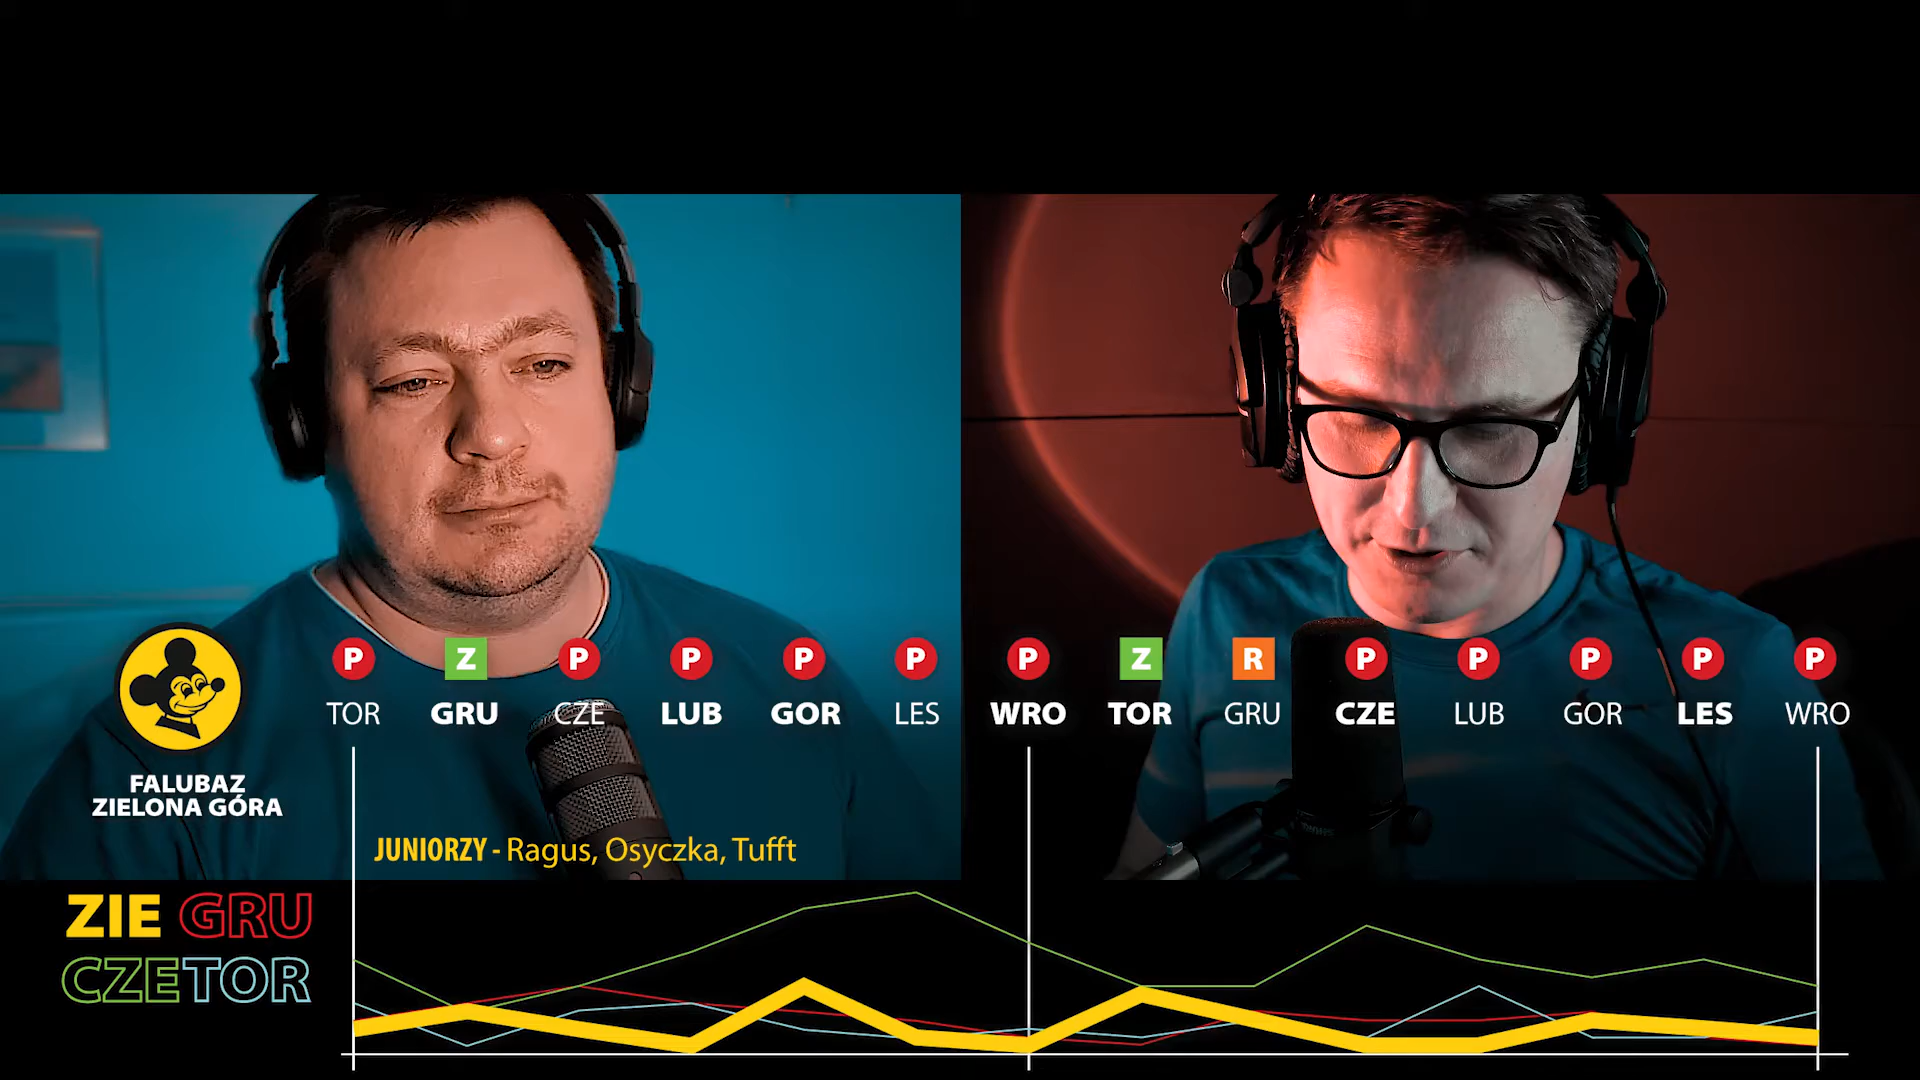 P Z P P P P P Z R P P P P P
TOR GRU CZE LUB GOR LES WRO TOR GRU CZE LUB GOR LES WRO
FALUBAZ
ZIELONA GÓRA
JUNIORZY - Ragus, Osyczka, Tufft
ZIE GRU
CZETOR